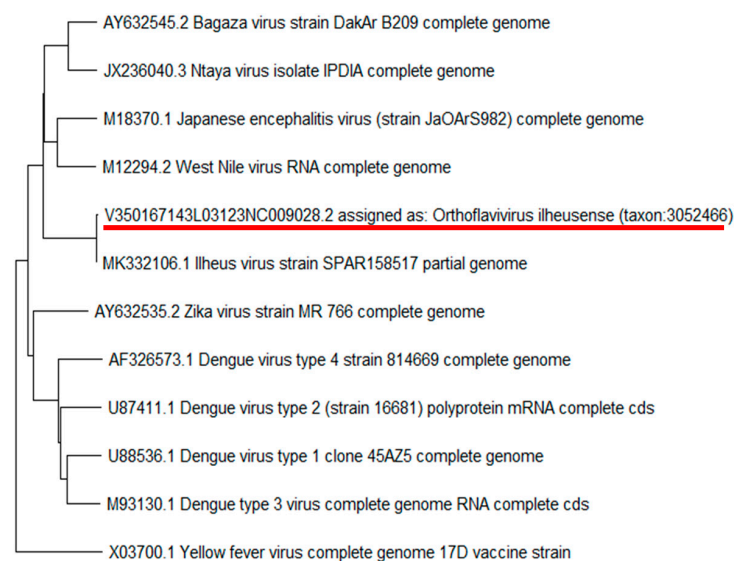 AY632545.2 Bagaza virus strain DakAr B209 complete genome
JX236040.3 Ntaya virus isolate IPDIA complete genome
M18370.1 Japanese encephalitis virus (strain JaOArS982) complete genome
M12294.2 West Nile virus RNA complete genome
V350167143L03123NC009028.2 assigned as: Orthoflavivirus ilheusense (taxon:3052466)
MK332106.1 Ilheus virus strain SPAR158517 partial genome
AY632535.2 Zika virus strain MR 766 complete genome
AF326573.1 Dengue virus type 4 strain 814669 complete genome
U87411.1 Dengue virus type 2 (strain 16681) polyprotein mRNA complete cds
U88536.1 Dengue virus type 1 clone 45AZ5 complete genome
M93130.1 Dengue type 3 virus complete genome RNA complete cds
X03700.1 Yellow fever virus complete genome 17D vaccine strain